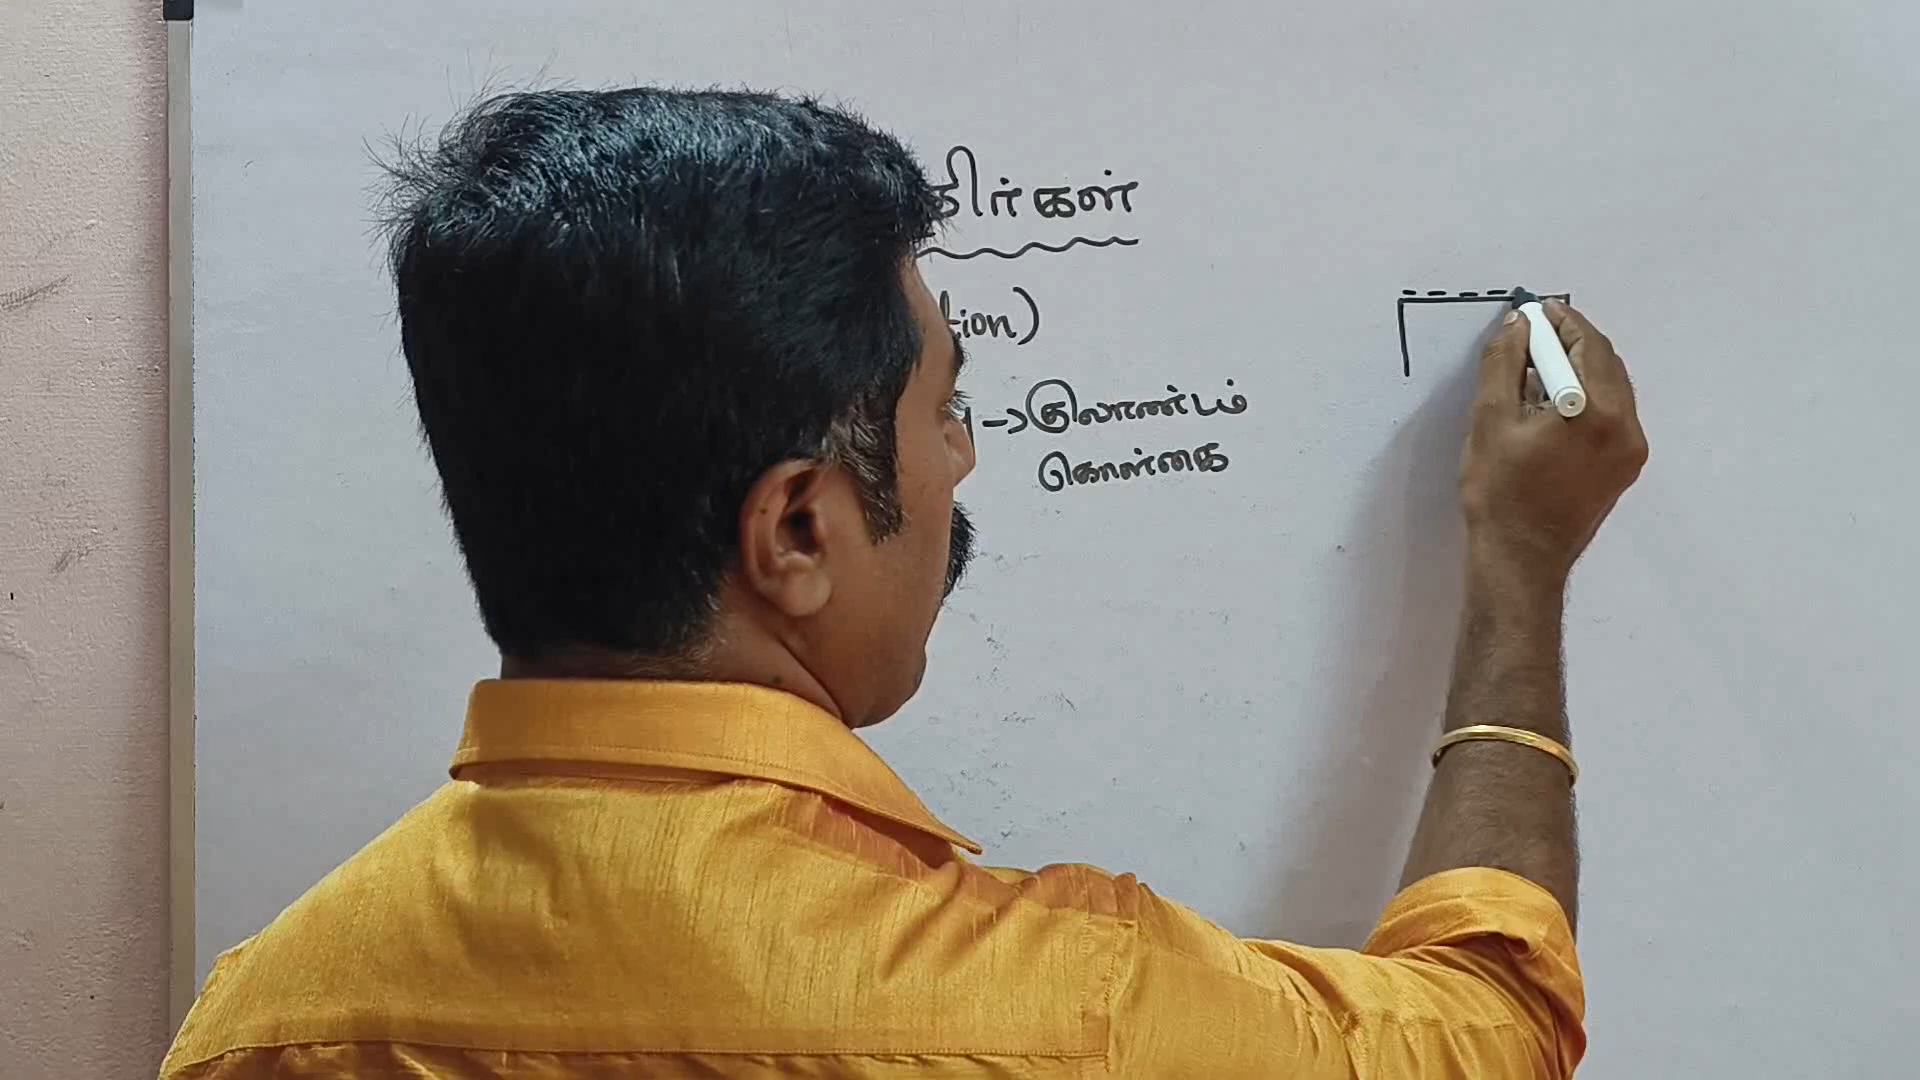 திர்கள்
tion)
→ குலாண்டம்
கொள்கை